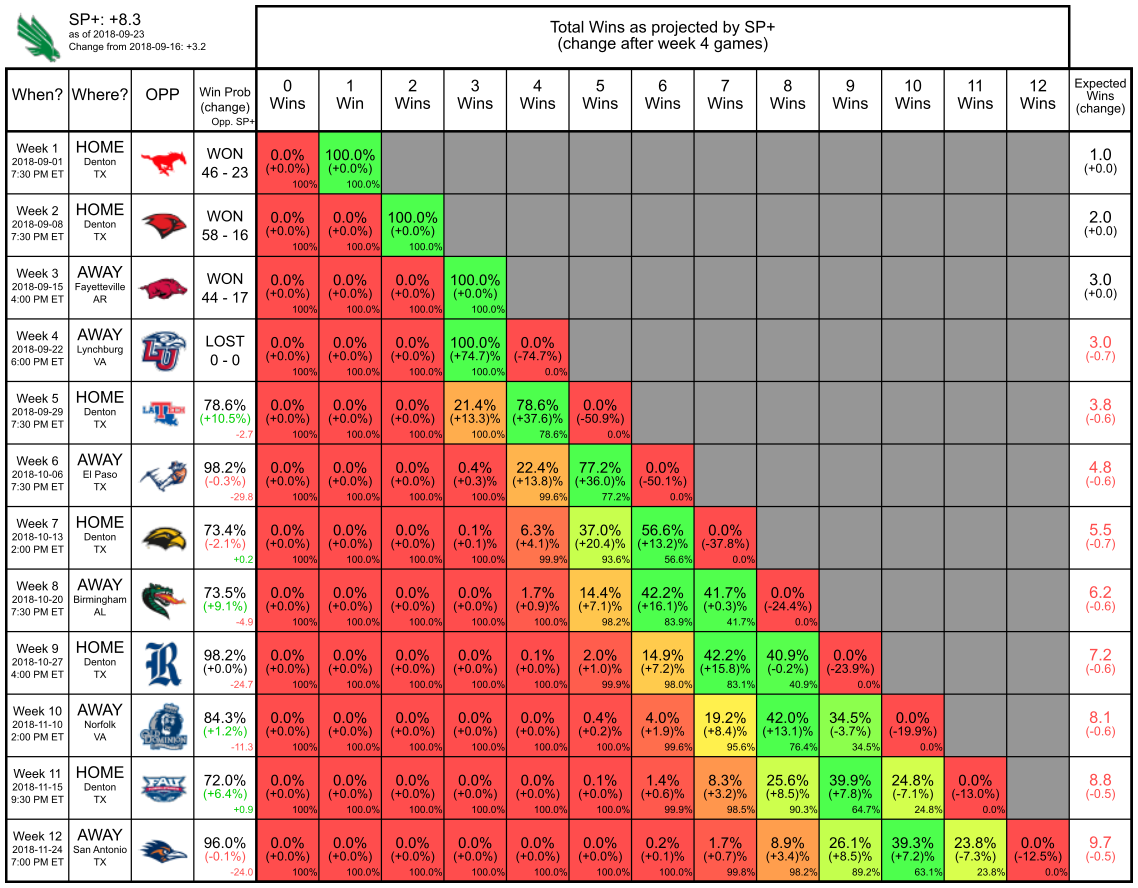 SP+: +8.3
as of 2018-09-23
Change from 2018-09-16: +3.2
Total Wins as projected by SP+
(change after week 4 games)
When? Where? OPP Win Prob (change) Opp. SP+ 0 Wins 1 Win 2 Wins 3 Wins 4 Wins 5 Wins 6 Wins 7 Wins 8 Wins 9 Wins 10 Wins 11 Wins 12 Wins Expected Wins (change)
Week 1 HOME WON 0.0% 100.0% 1.0
2018-09-01 Denton (+0.0%) (+0.0%) (+0.0)
7:30 PM ET TX 46 - 23 100% 100.0%
Week 2 HOME WON 0.0% 0.0% 100.0% 2.0
2018-09-08 Denton (+0.0%) (+0.0%) (+0.0%) (+0.0)
7:30 PM ET TX 58 - 16 100% 100.0% 100.0%
Week 3 AWAY WON 0.0% 0.0% 0.0% 100.0% 3.0
2018-09-15 Fayetteville (+0.0%) (+0.0%) (+0.0%) (+0.0%) (+0.0)
4:00 PM ET AR 44 - 17 100% 100.0% 100.0% 100.0%
Week 4 AWAY LU LOST 0.0% 0.0% 0.0% 100.0% 0.0% 3.0
2018-09-22 Lynchburg (+0.0%) (+0.0%) (+0.0%) (+74.7)% (-74.7%) (-0.7)
6:00 PM ET VA 0 - 0 100% 100.0% 100.0% 100.0% 0.0%
Week 5 HOME LA TECH 78.6% 0.0% 0.0% 0.0% 21.4% 78.6% 0.0% 3.8
2018-09-29 Denton (+10.5%) (+0.0%) (+0.0%) (+0.0%) (+13.3)% (+37.6)% (-50.9%) (-0.6)
7:30 PM ET TX -2.7 100% 100.0% 100.0% 100.0% 78.6% 0.0%
Week 6 AWAY 98.2% 0.0% 0.0% 0.0% 0.4% 22.4% 77.2% 0.0% 4.8
2018-10-06 El Paso (-0.3%) (+0.0%) (+0.0%) (+0.0%) (+0.3)% (+13.8)% (+36.0)% (-50.1%) (-0.6)
7:30 PM ET TX -29.8 100% 100.0% 100.0% 100.0% 99.6% 77.2% 0.0%
Week 7 HOME 73.4% 0.0% 0.0% 0.0% 0.1% 6.3% 37.0% 56.6% 0.0% 5.5
2018-10-13 Denton (-2.1%) (+0.0%) (+0.0%) (+0.0%) (+0.1)% (+4.1)% (+20.4)% (+13.2)% (-37.8%) (-0.7)
2:00 PM ET TX +0.2 100% 100.0% 100.0% 100.0% 99.9% 93.6% 56.6% 0.0%
Week 8 AWAY 73.5% 0.0% 0.0% 0.0% 0.0% 1.7% 14.4% 42.2% 41.7% 0.0% 6.2
2018-10-20 Birmingham (+9.1%) (+0.0%) (+0.0%) (+0.0%) (+0.0%) (+0.9)% (+7.1)% (+16.1)% (+0.3)% (-24.4%) (-0.6)
7:30 PM ET AL -4.9 100% 100.0% 100.0% 100.0% 100.0% 98.2% 83.9% 41.7% 0.0%
Week 9 HOME R 98.2% 0.0% 0.0% 0.0% 0.0% 0.1% 2.0% 14.9% 42.2% 40.9% 0.0% 7.2
2018-10-27 Denton (+0.0%) (+0.0%) (+0.0%) (+0.0%) (+0.0%) (+0.0%) (+1.0)% (+7.2)% (+15.8)% (-0.2)% (-23.9%) (-0.6)
4:00 PM ET TX -24.7 100% 100.0% 100.0% 100.0% 100.0% 99.9% 98.0% 83.1% 40.9% 0.0%
Week 10 AWAY OLD DOMINION 84.3% 0.0% 0.0% 0.0% 0.0% 0.0% 0.4% 4.0% 19.2% 42.0% 34.5% 0.0% 8.1
2018-11-10 Norfolk (+1.2%) (+0.0%) (+0.0%) (+0.0%) (+0.0%) (+0.0%) (+0.2)% (+1.9)% (+8.4)% (+13.1)% (-3.7%) (-19.9%) (-0.6)
2:00 PM ET VA -11.3 100% 100.0% 100.0% 100.0% 100.0% 100.0% 99.6% 95.6% 76.4% 34.5% 0.0%
Week 11 HOME FAU 72.0% 0.0% 0.0% 0.0% 0.0% 0.0% 0.1% 1.4% 8.3% 25.6% 39.9% 24.8% 0.0% 8.8
2018-11-15 Denton (+6.4%) (+0.0%) (+0.0%) (+0.0%) (+0.0%) (+0.0%) (+0.0%) (+0.6)% (+3.2)% (+8.5)% (+7.8)% (-7.1)% (-13.0%) (-0.5)
9:30 PM ET TX +0.9 100% 100.0% 100.0% 100.0% 100.0% 100.0% 99.9% 98.5% 90.3% 64.7% 24.8% 0.0%
Week 12 AWAY 96.0% 0.0% 0.0% 0.0% 0.0% 0.0% 0.0% 0.2% 1.7% 8.9% 26.1% 39.3% 23.8% 0.0% 9.7
2018-11-24 San Antonio (-0.1%) (+0.0%) (+0.0%) (+0.0%) (+0.0%) (+0.0%) (+0.0%) (+0.1)% (+0.7)% (+3.4)% (+8.5)% (+7.2)% (-7.3)% (-12.5%) (-0.5)
7:00 PM ET TX -24.0 100% 100.0% 100.0% 100.0% 100.0% 100.0% 100.0% 99.8% 98.2% 89.2% 63.1% 23.8% 0.0%